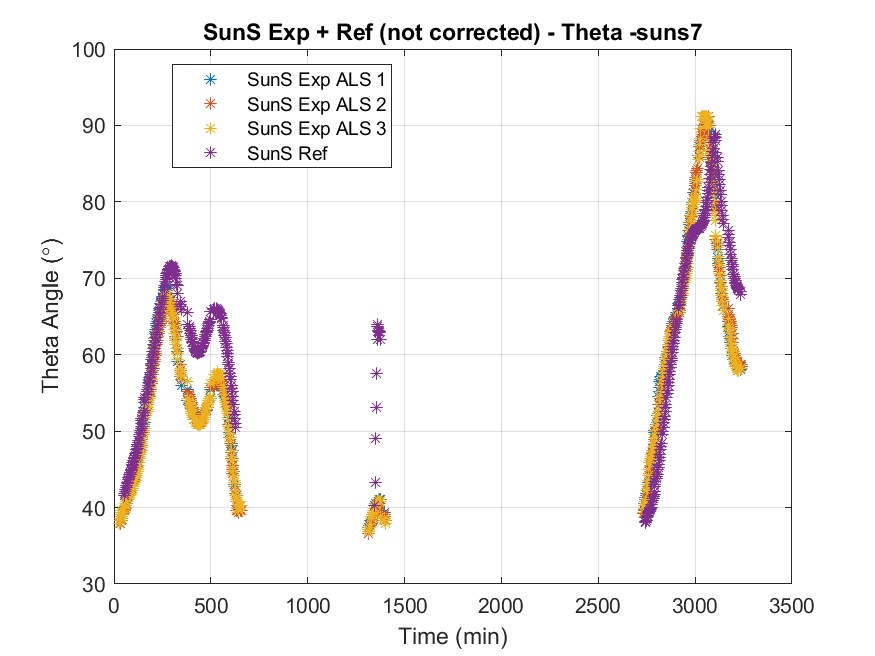 SunS Exp + Ref (not corrected) - Theta -suns7
100
90
80
70
60
50
40
30
Theta Angle (°)
SunS Exp ALS 1
SunS Exp ALS 2
SunS Exp ALS 3
SunS Ref
0 500 1000 1500 2000 2500 3000 3500
Time (min)